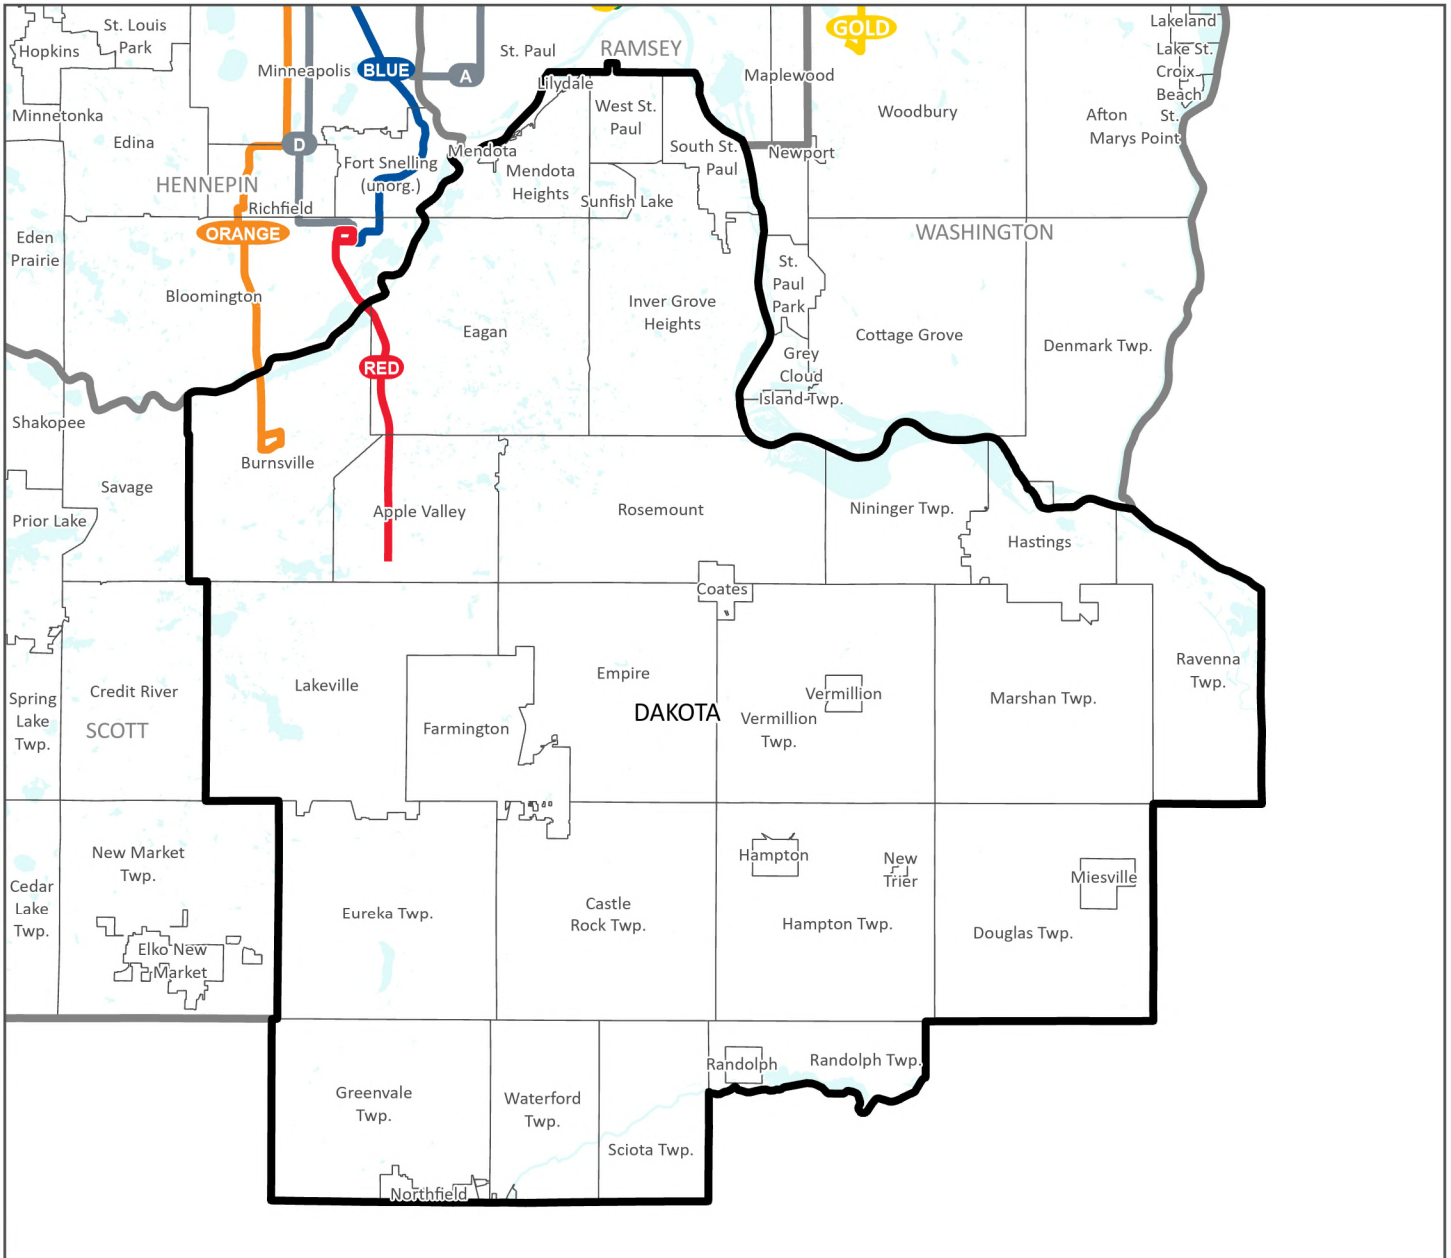 St. Louis
Park
Hopkins
Minneapolis
BLUE
A
St. Paul
RAMSEY
GOLD
Lakeland
Lake St.
Croix
Beach
Maplewood
Lilydale
Minnetonka
Edina
D
West St.
Paul
Woodbury
Afton
St.
Marys Point
Fort Snelling
(unorg.)
Mendota
Mendota
Heights
South St.
Paul
Newport
HENNEPIN
Richfield
Sunfish Lake
Eden
Prairie
ORANGE
WASHINGTON
Bloomington
Eagan
Inver Grove
Heights
St.
Paul
Park
Cottage Grove
Denmark Twp.
RED
Grey
Cloud
Island Twp.
Shakopee
Burnsville
Savage
Prior Lake
Apple Valley
Rosemount
Nininger Twp.
Hastings
Coates
Spring
Lake
Twp.
Credit River
SCOTT
Lakeville
Farmington
Empire
DAKOTA
Vermillion
Vermillion
Twp.
Marshan Twp.
Ravenna
Twp.
New Market
Twp.
Cedar
Lake
Twp.
Elko New
Market
Eureka Twp.
Castle
Rock Twp.
Hampton
New
Trier
Hampton Twp.
Miesville
Douglas Twp.
Greenvale
Twp.
Waterford
Twp.
Sciota Twp.
Randolph
Randolph Twp.
Northfield